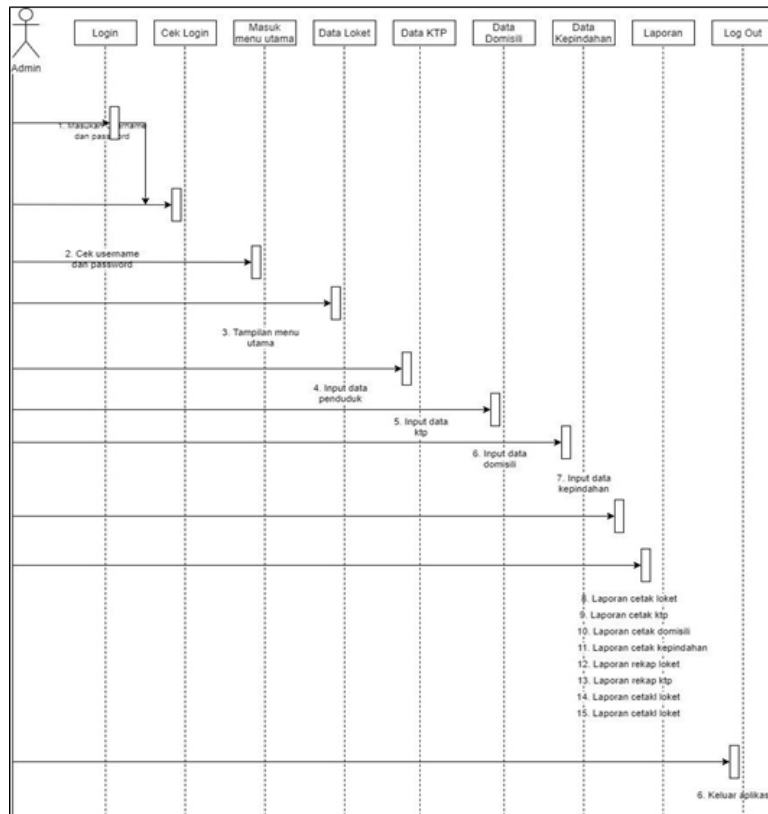 Admin
Login
Cek Login
Masuk
menu utama
Data Loket
Data KTP
Data
Domisili
Data
Kepindahan
Laporan
Log Out
1. Masukan username
dan password
2. Cek username
dan password
3. Tampilan menu
utama
4. Input data
penduduk
5. Input data
ktp
6. Input data
domisili
7. Input data
kepindahan
8. Laporan cetak loket
9. Laporan cetak ktp
10. Laporan cetak domisili
11. Laporan cetak kepindahan
12. Laporan rekap loket
13. Laporan rekap ktp
14. Laporan cetakl loket
15. Laporan cetakl loket
6. Keluar aplikas